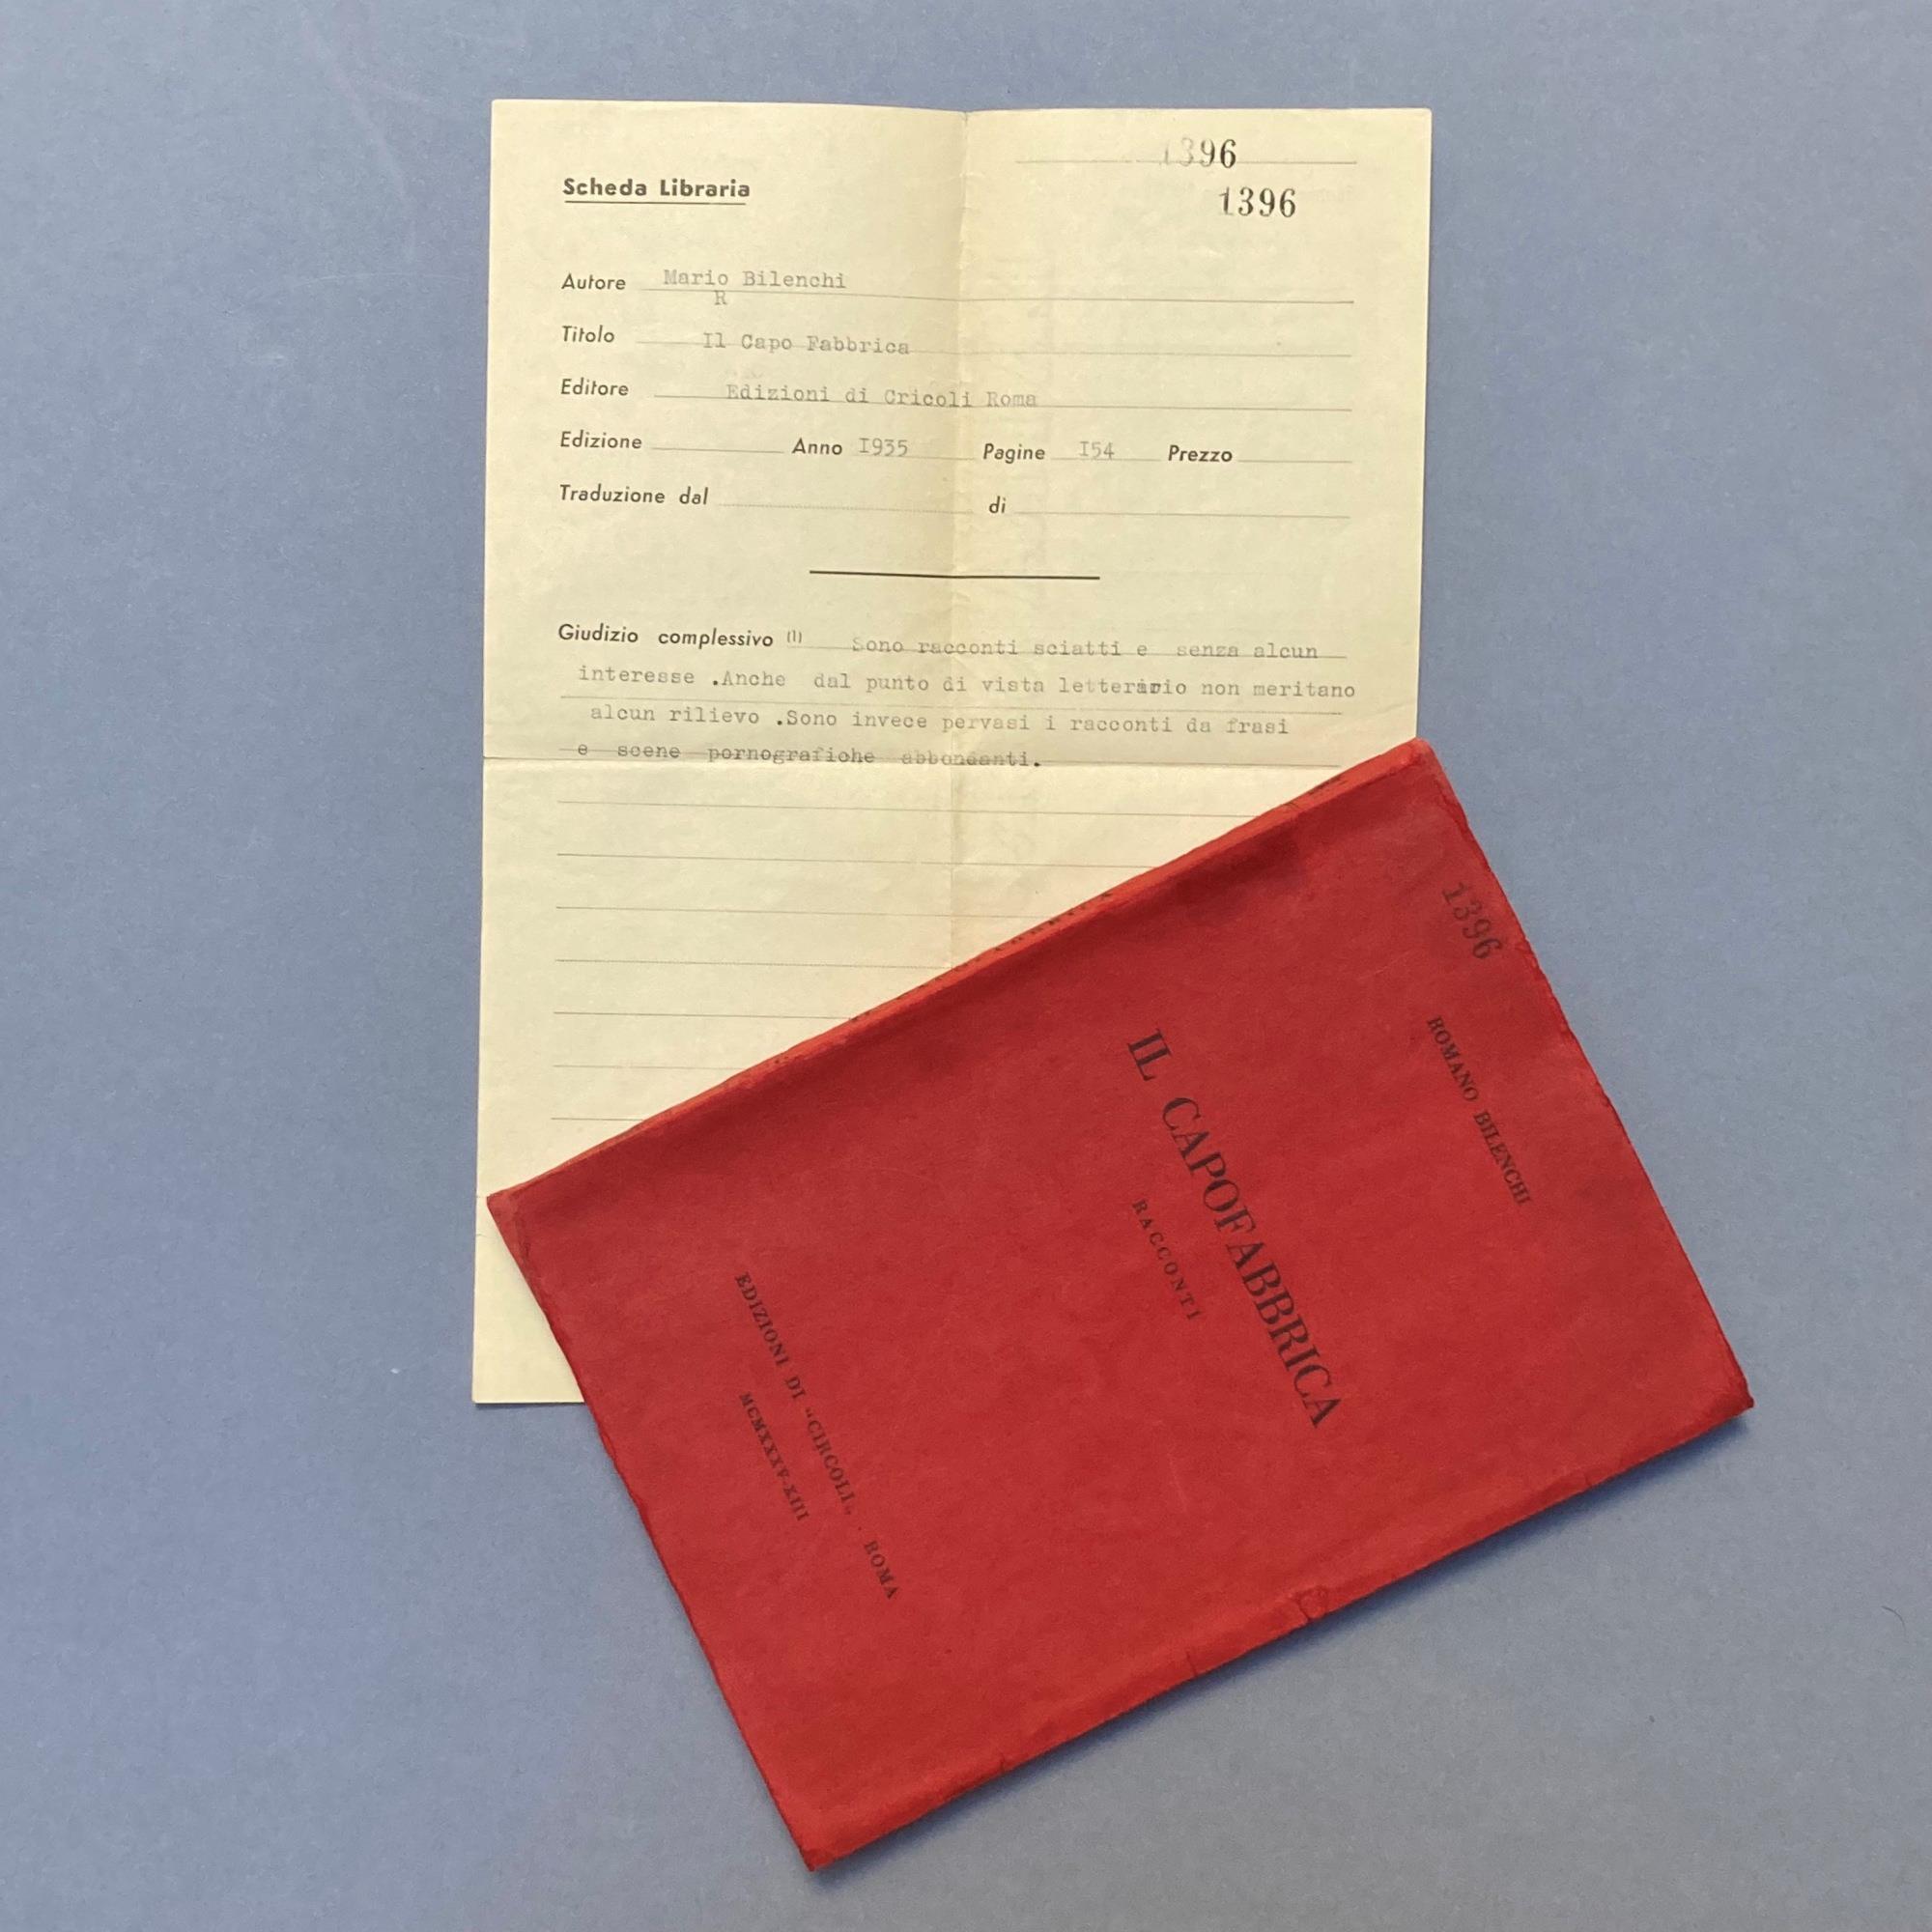 1396
1396
Scheda Libraria
Autore Mario Bilenchi
R
Titolo Il Capo Fabbrica
Editore Edizioni di Cricoli Roma
Edizione Anno I935 Pagine I54 Prezzo
Traduzione dal di
Giudizio complessivo (1) Sono racconti sciatti e senza alcun
interesse .Anche dal punto di vista letterario non meritano
alcun rilievo .Sono invece pervasi i racconti da frasi
e scene pornografiche abbondanti.
1396
ROMANO BILENCHI
IL CAPOFABBRICA
RACCONTI
EDIZIONI DI "CIRCOLI" . ROMA
MCMXXXV-XIII